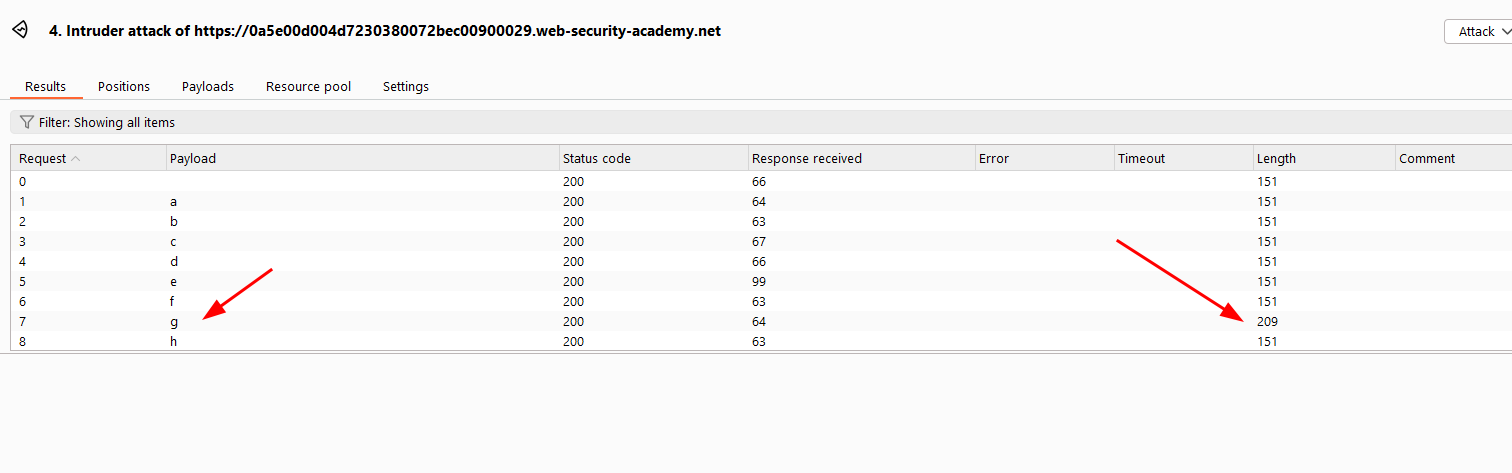 4. Intruder attack of https://0a5e00d004d7230380072bec00900029.web-security-academy.net
Attack
Results Positions Payloads Resource pool Settings
Filter: Showing all items
Request Payload Status code Response received Error Timeout Length Comment
0 200 66 151
1 a 200 64 151
2 b 200 63 151
3 c 200 67 151
4 d 200 66 151
5 e 200 99 151
6 f 200 63 151
7 g 200 64 209
8 h 200 63 151